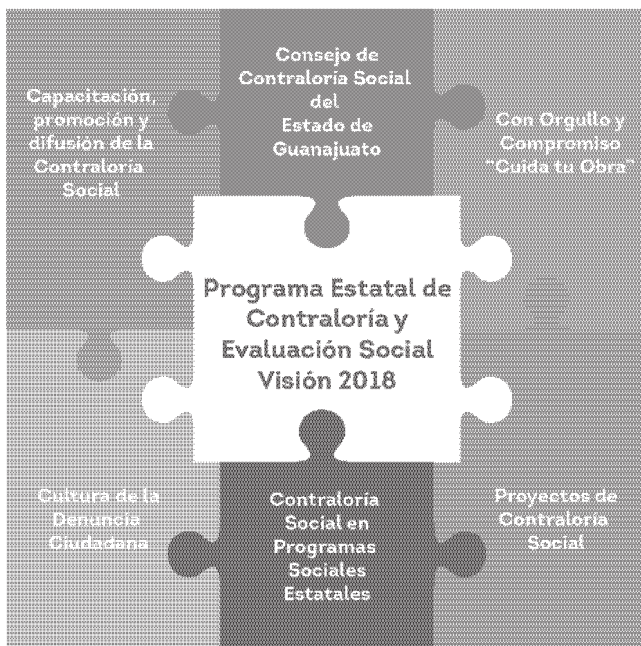 Capacitación,
promoción y
difusión de la
Contraloría
Social
Consejo de
Contraloría Social
del
Estado de
Guanajuato
Con Orgullo y
Compromiso
"Cuida tu Obra"
Programa Estatal de
Contraloría y
Evaluación Social
Visión 2018
Cultura de la
Denuncia
Ciudadana
Contraloría
Social en
Programas
Sociales
Estatales
Proyectos de
Contraloría
Social